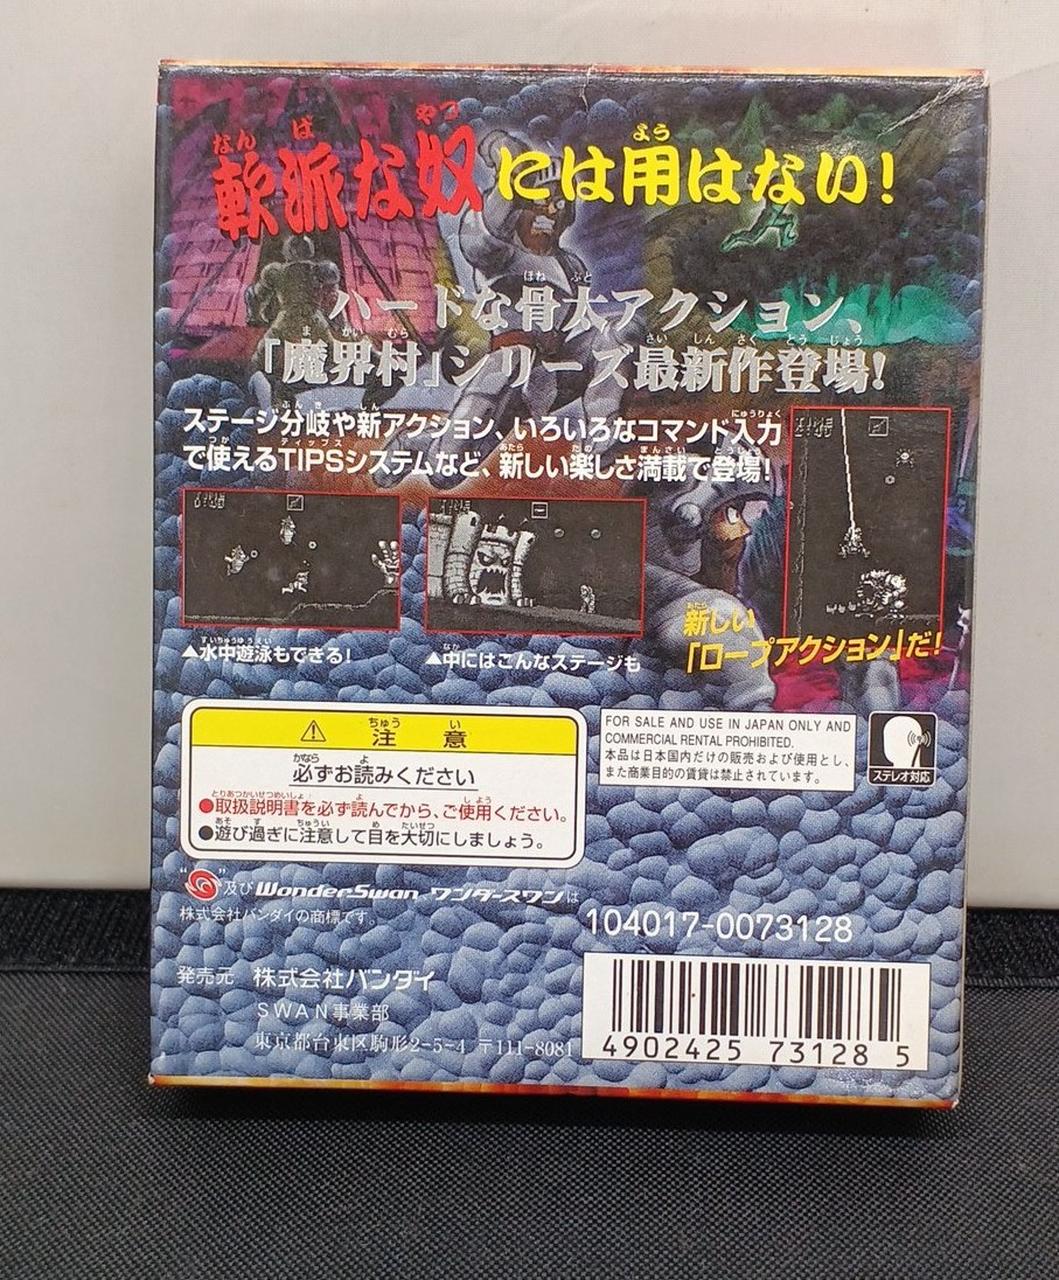 軟派な奴には用はない!
ハードな骨太アクション、
「魔界村」シリーズ最新作登場!
ステージ分岐や新アクション、いろいろなコマンド入力
で使えるTIPSシステムなど、新しい楽しさ満載で登場!
▲水中遊泳もできる!
▲中にはこんなステージも
新しい
「ロープアクション」だ!
⚠ 注意
必ずお読みください
●取扱説明書を必ず読んでから、ご使用ください。
●遊び過ぎに注意して目を大切にしましょう。
FOR SALE AND USE IN JAPAN ONLY AND
COMMERCIAL RENTAL PROHIBITED.
本品は日本国内だけの販売および使用とし、
また商業目的の賃貸は禁止されています。
ステレオ対応
“ ”及びWonderSwan、ワンダースワンは
株式会社バンダイの商標です。
104017-0073128
発売元 株式会社バンダイ
SWAN事業部
東京都台東区駒形2-5-4 〒111-8081
4902425 73128 5